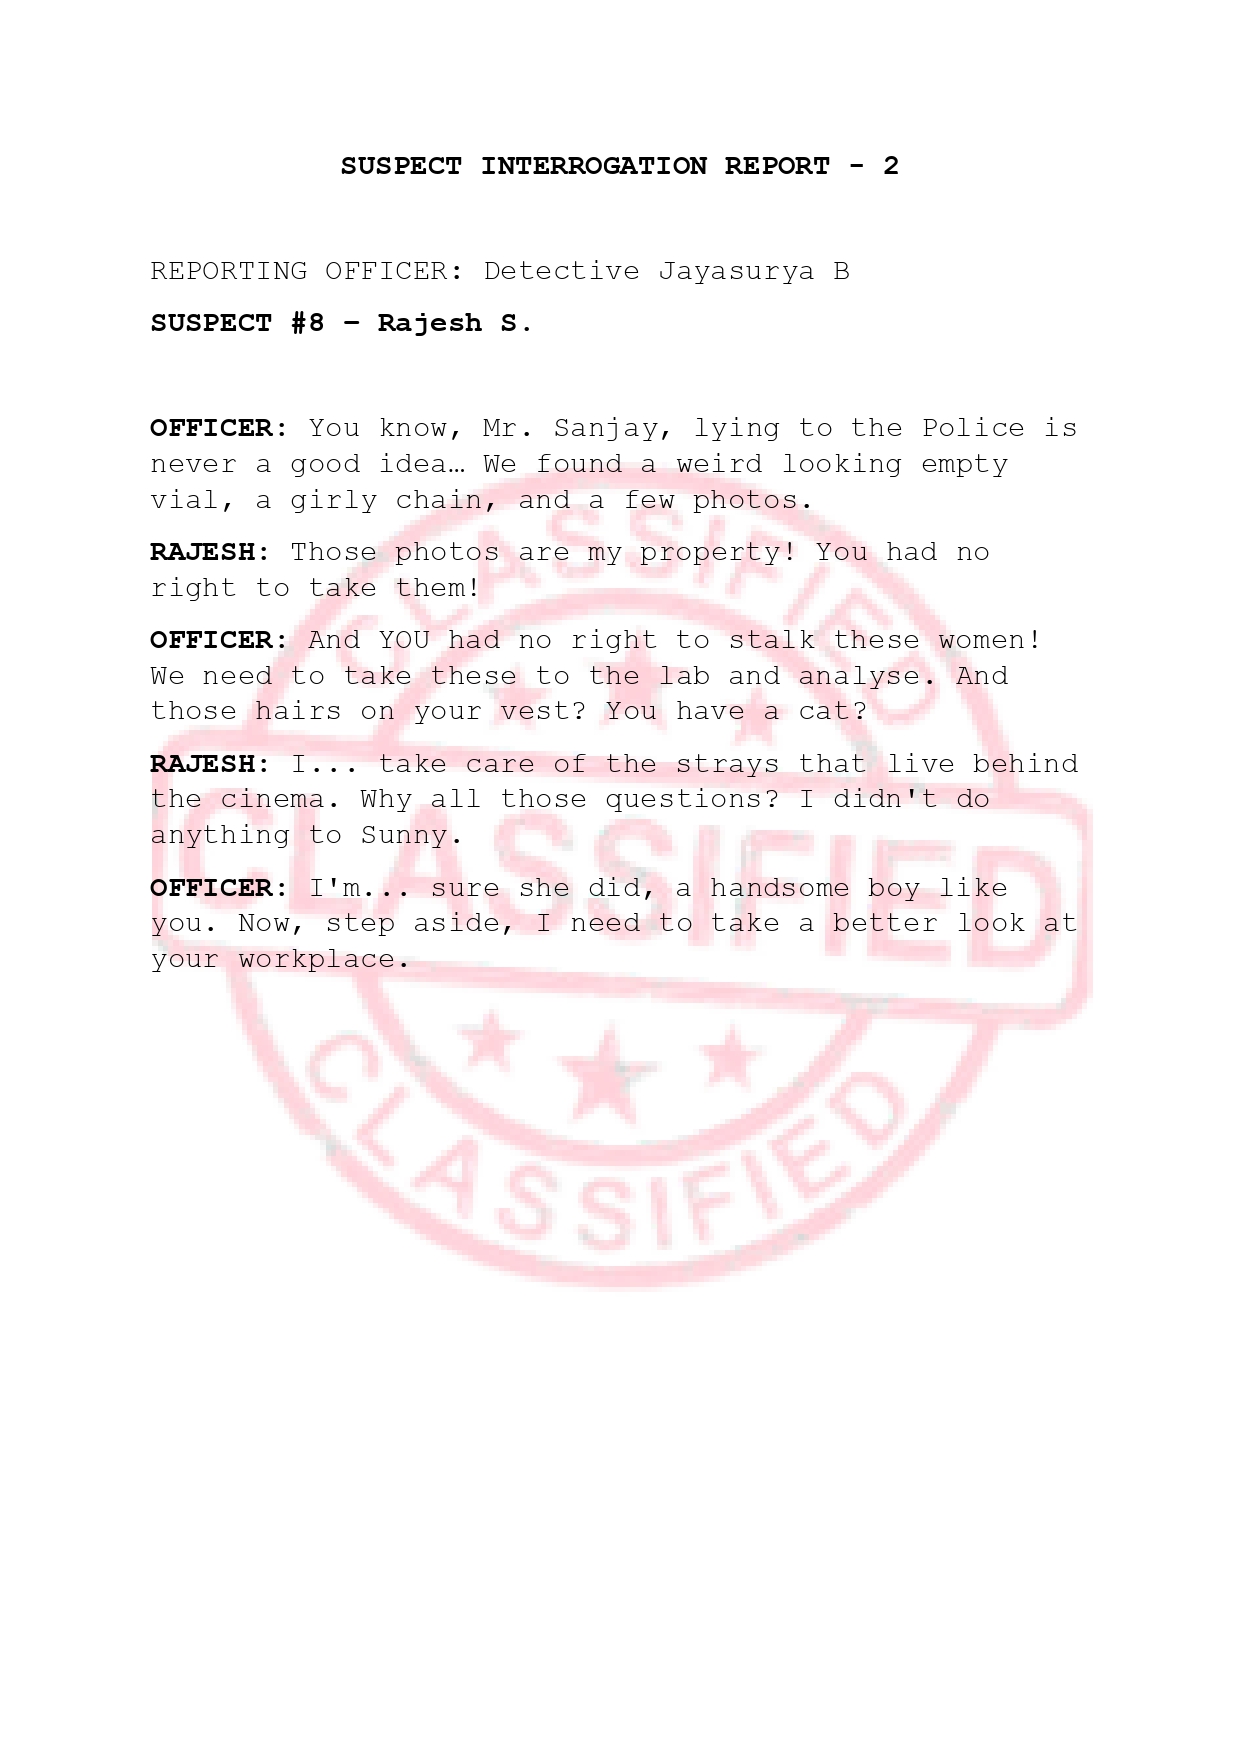 SUSPECT INTERROGATION REPORT - 2
REPORTING OFFICER: Detective Jayasurya B
SUSPECT #8 – Rajesh S.
OFFICER: You know, Mr. Sanjay, lying to the Police is
never a good idea… We found a weird looking empty
vial, a girly chain, and a few photos.
RAJESH: Those photos are my property! You had no
right to take them!
OFFICER: And YOU had no right to stalk these women!
We need to take these to the lab and analyse. And
those hairs on your vest? You have a cat?
RAJESH: I... take care of the strays that live behind
the cinema. Why all those questions? I didn't do
anything to Sunny.
OFFICER: I'm... sure she did, a handsome boy like
you. Now, step aside, I need to take a better look at
your workplace.
CLASSIFIED
CLASSIFIED
CLASSIFIED